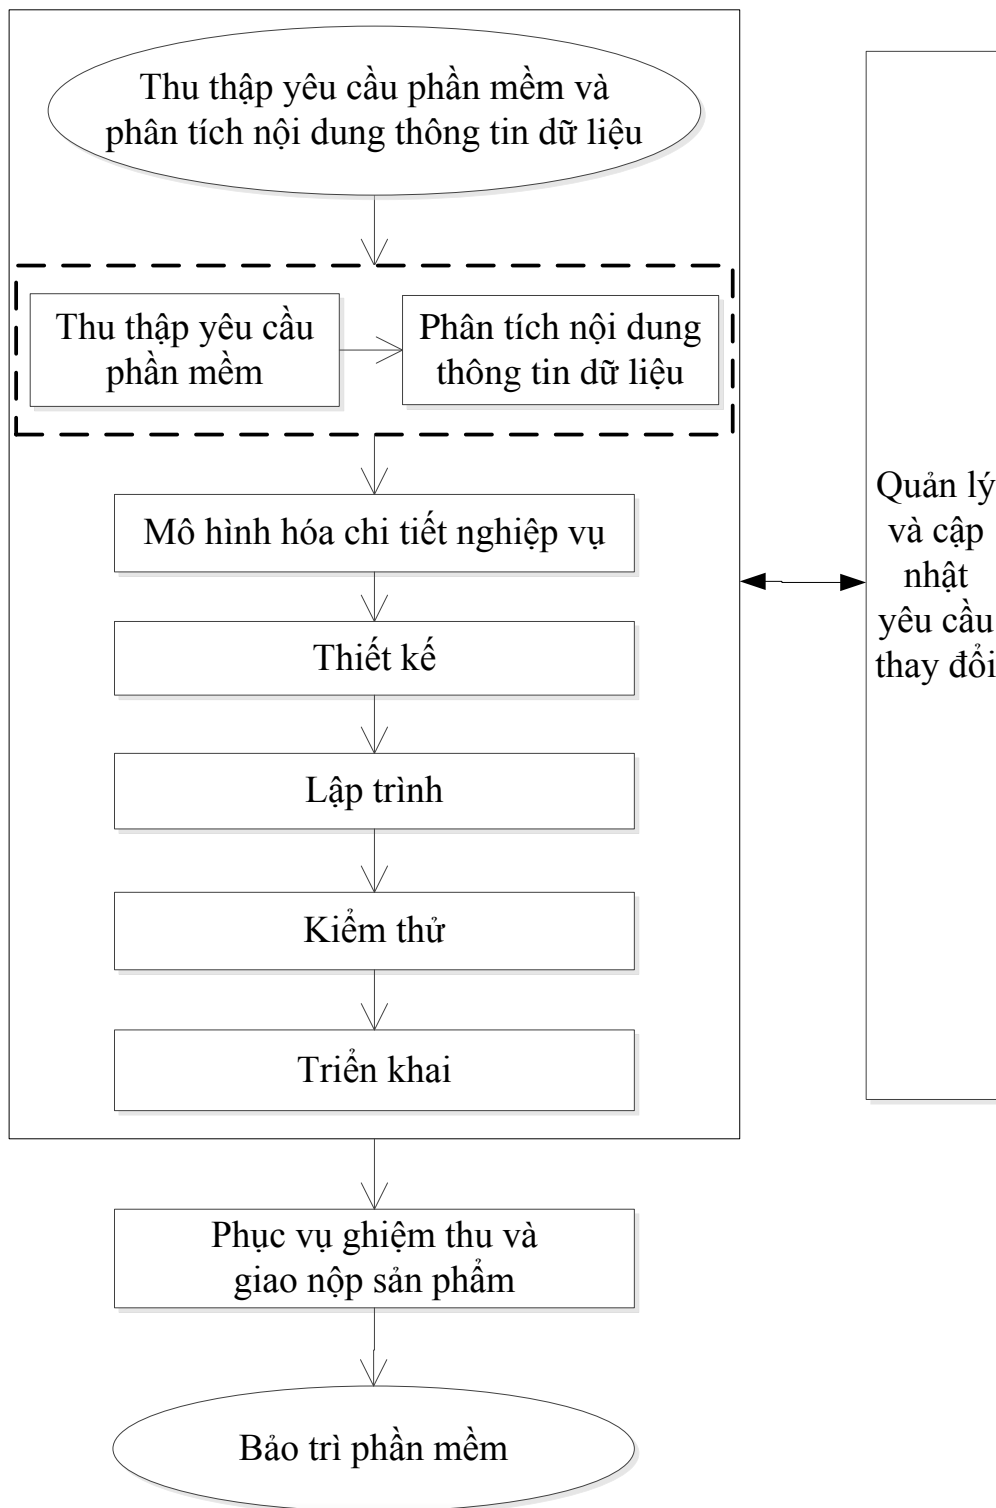 Thu thập yêu cầu phần mềm và
phân tích nội dung thông tin dữ liệu
Thu thập yêu cầu
phần mềm
Phân tích nội dung
thông tin dữ liệu
Mô hình hóa chi tiết nghiệp vụ
Thiết kế
Lập trình
Kiểm thử
Triển khai
Quản lý
và cập
nhật
yêu cầu
thay đổi
Phục vụ ghiệm thu và
giao nộp sản phẩm
Bảo trì phần mềm